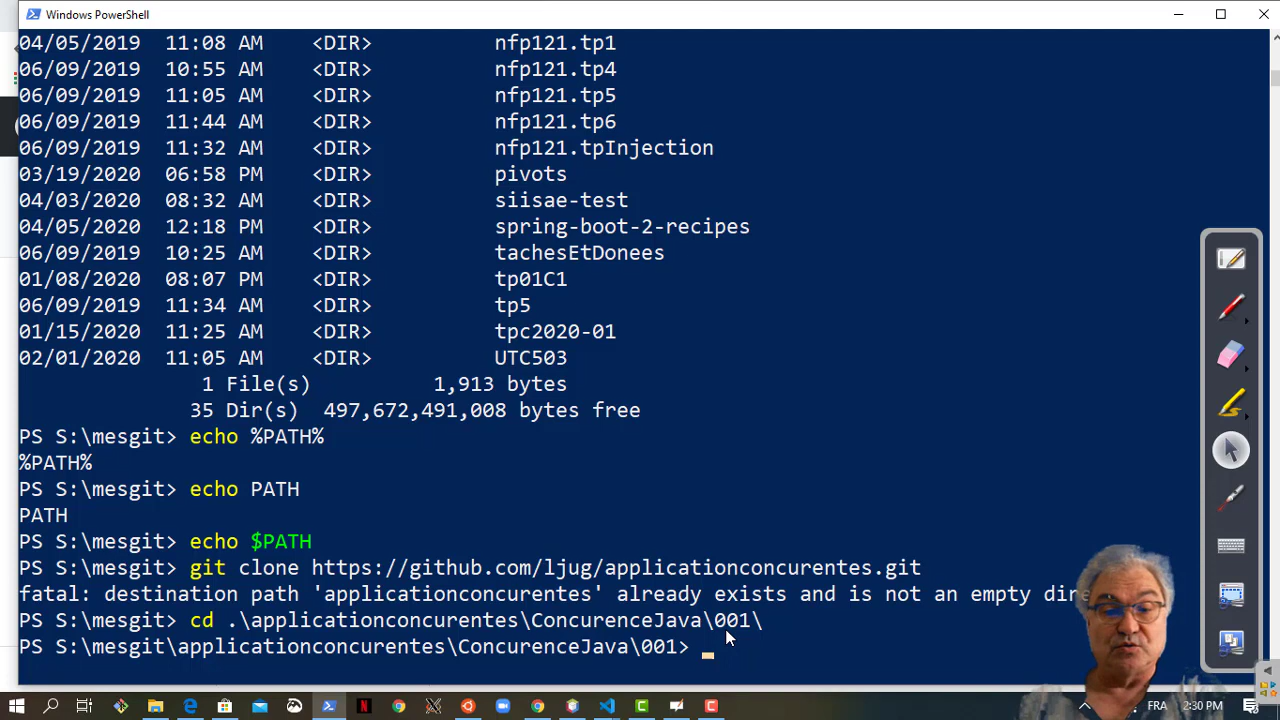 Windows PowerShell
04/05/2019 11:08 AM <DIR> nfp121.tp1
06/09/2019 10:55 AM <DIR> nfp121.tp4
06/09/2019 11:05 AM <DIR> nfp121.tp5
06/09/2019 11:44 AM <DIR> nfp121.tp6
06/09/2019 11:32 AM <DIR> nfp121.tpInjection
03/19/2020 06:58 PM <DIR> pivots
04/03/2020 08:32 AM <DIR> siisae-test
04/05/2020 12:18 PM <DIR> spring-boot-2-recipes
06/09/2019 10:25 AM <DIR> tachesEtDonees
01/08/2020 08:07 PM <DIR> tp01C1
06/09/2019 11:34 AM <DIR> tp5
01/15/2020 11:25 AM <DIR> tpc2020-01
02/01/2020 11:05 AM <DIR> UTC503
1 File(s) 1,913 bytes
35 Dir(s) 497,672,491,008 bytes free
PS S:\mesgit> echo %PATH%
%PATH%
PS S:\mesgit> echo PATH
PATH
PS S:\mesgit> echo $PATH
PS S:\mesgit> git clone https://github.com/ljug/applicationconcurentes.git
fatal: destination path 'applicationconcurentes' already exists and is not an empty dire
PS S:\mesgit> cd .\applicationconcurentes\ConcurenceJava\001\
PS S:\mesgit\applicationconcurentes\ConcurenceJava\001>
FR 2:30 PM